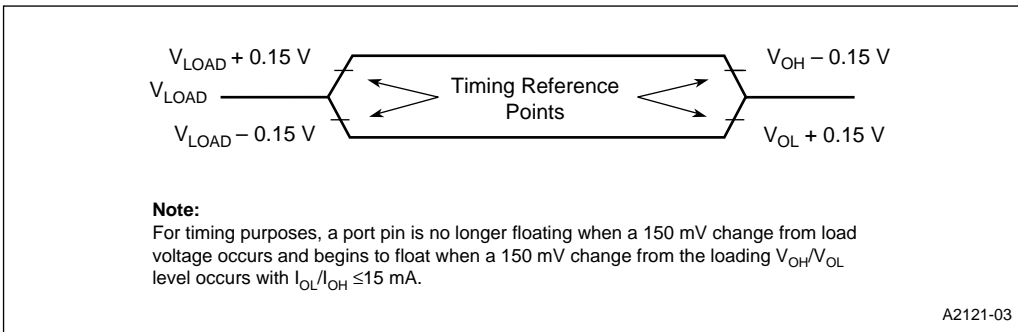 V_LOAD + 0.15 V
V_OH – 0.15 V
V_LOAD
Timing Reference
Points
V_LOAD – 0.15 V
V_OL + 0.15 V
Note:
For timing purposes, a port pin is no longer floating when a 150 mV change from load
voltage occurs and begins to float when a 150 mV change from the loading V_OH/V_OL
level occurs with I_OL/I_OH ≤15 mA.
A2121-03